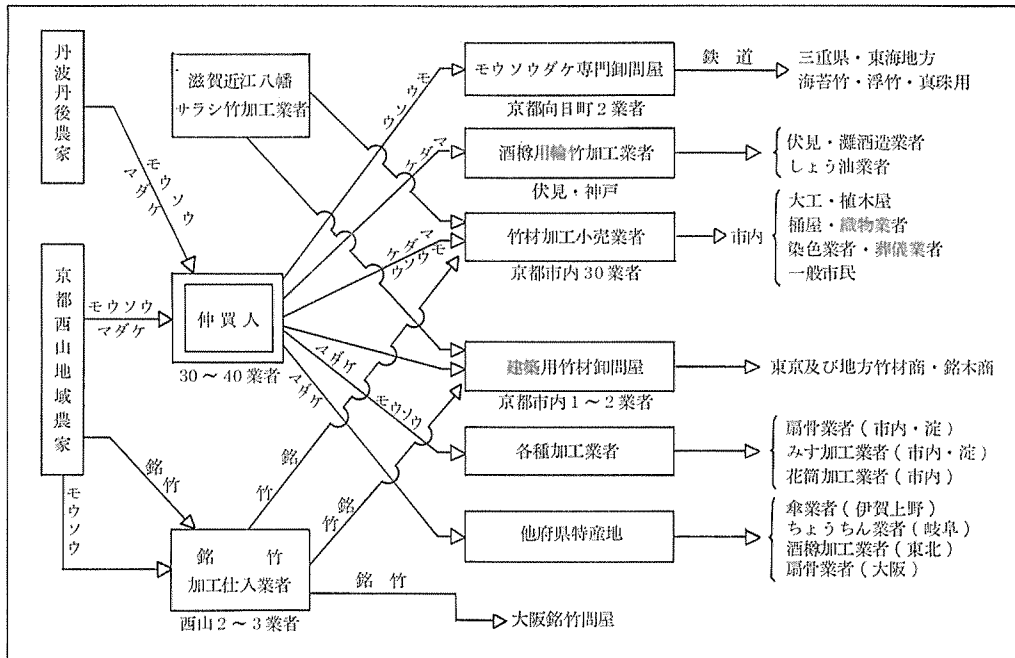 丹波丹後農家
滋賀近江八幡
サラシ竹加工業者
モウソウダケ専門卸問屋
京都向日町2業者
鉄道
三重県・東海地方
海苔竹・浮竹・真珠用
モウソウ
マダケ
酒樽用輪竹加工業者
伏見・神戸
伏見・灘酒造業者
しょう油業者
モウソウ
マダケ
マダケ
モウソウ
竹材加工小売業者
京都市内30業者
市内
大工・植木屋
桶屋・織物業者
染色業者・葬儀業者
一般市民
京都西山地域農家
モウソウ
マダケ
仲買人
30～40業者
建築用竹材卸問屋
京都市内1～2業者
東京及び地方竹材商・銘木商
マダケ
マダケ
モウソウ
各種加工業者
扇骨業者(市内・淀)
みす加工業者(市内・淀)
花筒加工業者(市内)
他府県特産地
傘業者(伊賀上野)
ちょうちん業者(岐阜)
酒樽加工業者(東北)
扇骨業者(大阪)
銘竹
銘竹
銘竹
モウソウ
銘竹
加工仕入業者
西山2～3業者
銘竹
大阪銘竹問屋